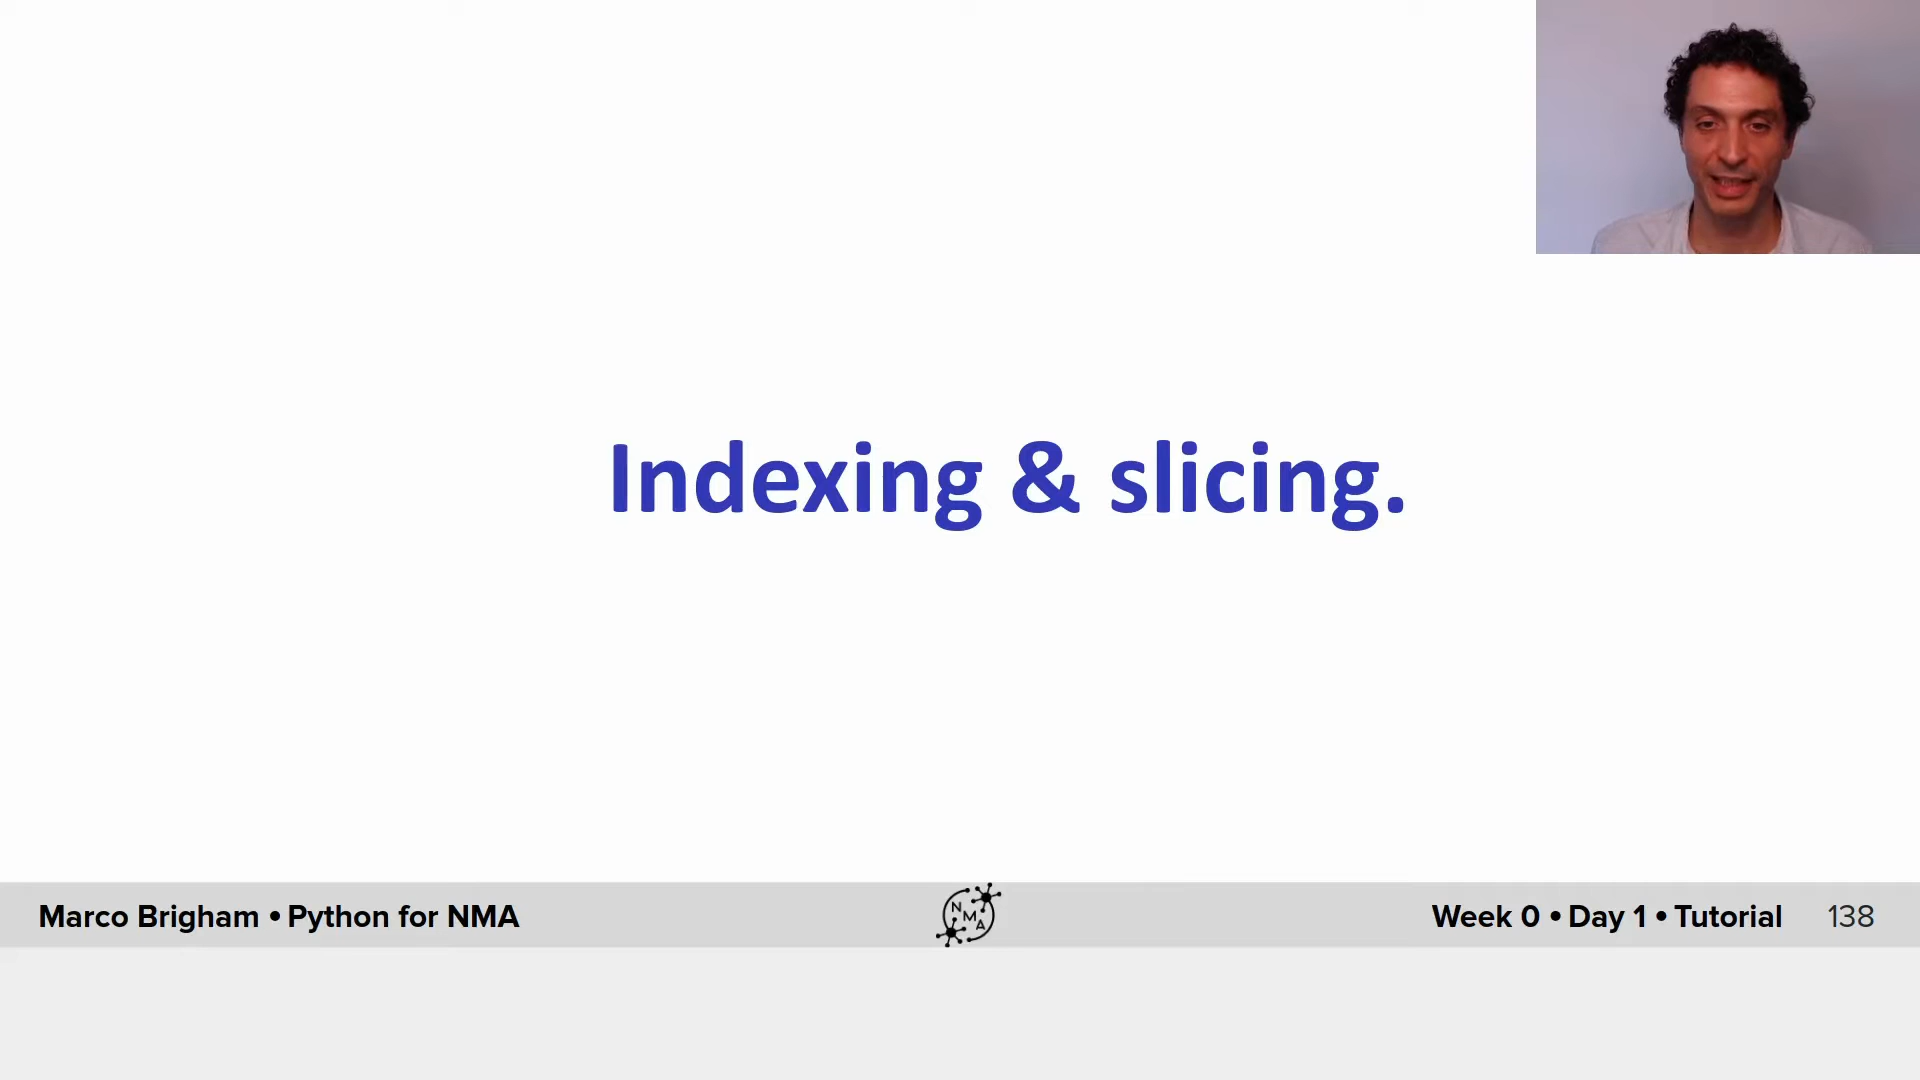 Indexing & slicing.
Marco Brigham • Python for NMA
N
M
A
Week 0 • Day 1 • Tutorial 138